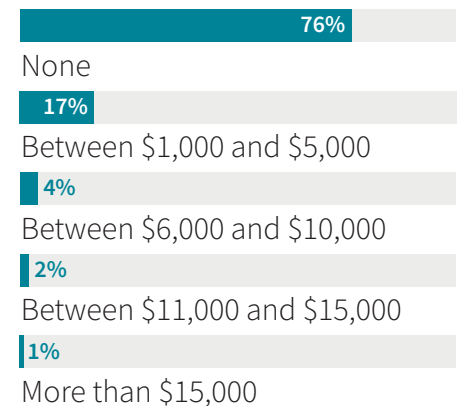 76%
None
17%
Between $1,000 and $5,000
4%
Between $6,000 and $10,000
2%
Between $11,000 and $15,000
1%
More than $15,000